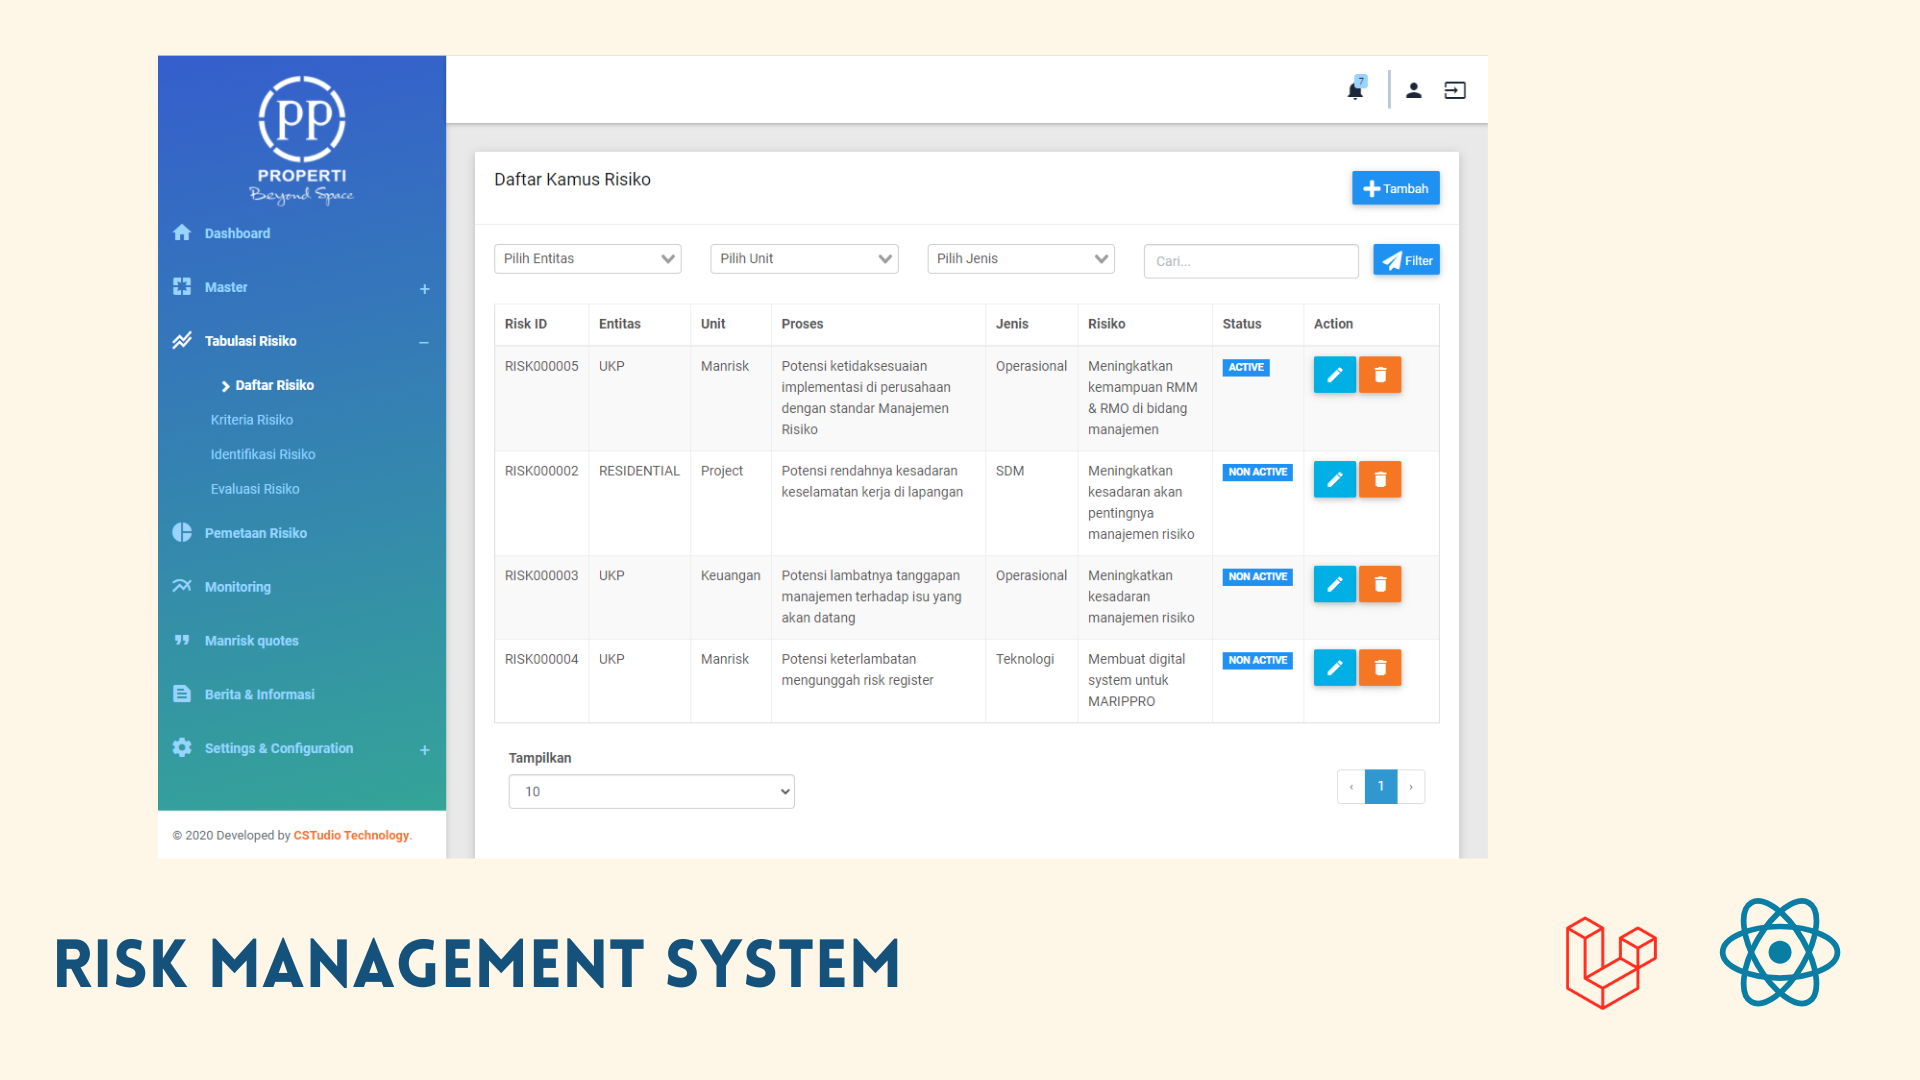 PP
PROPERTI
Beyond Space
Dashboard
Master +
Tabulasi Risiko −
Daftar Risiko
Kriteria Risiko
Identifikasi Risiko
Evaluasi Risiko
Pemetaan Risiko
Monitoring
Manrisk quotes
Berita & Informasi
Settings & Configuration +
© 2020 Developed by CSTudio Technology.
7
Daftar Kamus Risiko
Tambah
Pilih Entitas Pilih Unit Pilih Jenis Cari... Filter
Risk ID Entitas Unit Proses Jenis Risiko Status Action
RISK000005 UKP Manrisk Potensi ketidaksesuaian Operasional Meningkatkan ACTIVE
implementasi di perusahaan kemampuan RMM
dengan standar Manajemen & RMO di bidang
Risiko manajemen
RISK000002 RESIDENTIAL Project Potensi rendahnya kesadaran SDM Meningkatkan NON ACTIVE
keselamatan kerja di lapangan kesadaran akan
pentingnya
manajemen risiko
RISK000003 UKP Keuangan Potensi lambatnya tanggapan Operasional Meningkatkan NON ACTIVE
manajemen terhadap isu yang kesadaran
akan datang manajemen risiko
RISK000004 UKP Manrisk Potensi keterlambatan Teknologi Membuat digital NON ACTIVE
mengunggah risk register system untuk
MARIPPRO
Tampilkan
10
‹ 1 ›
RISK MANAGEMENT SYSTEM